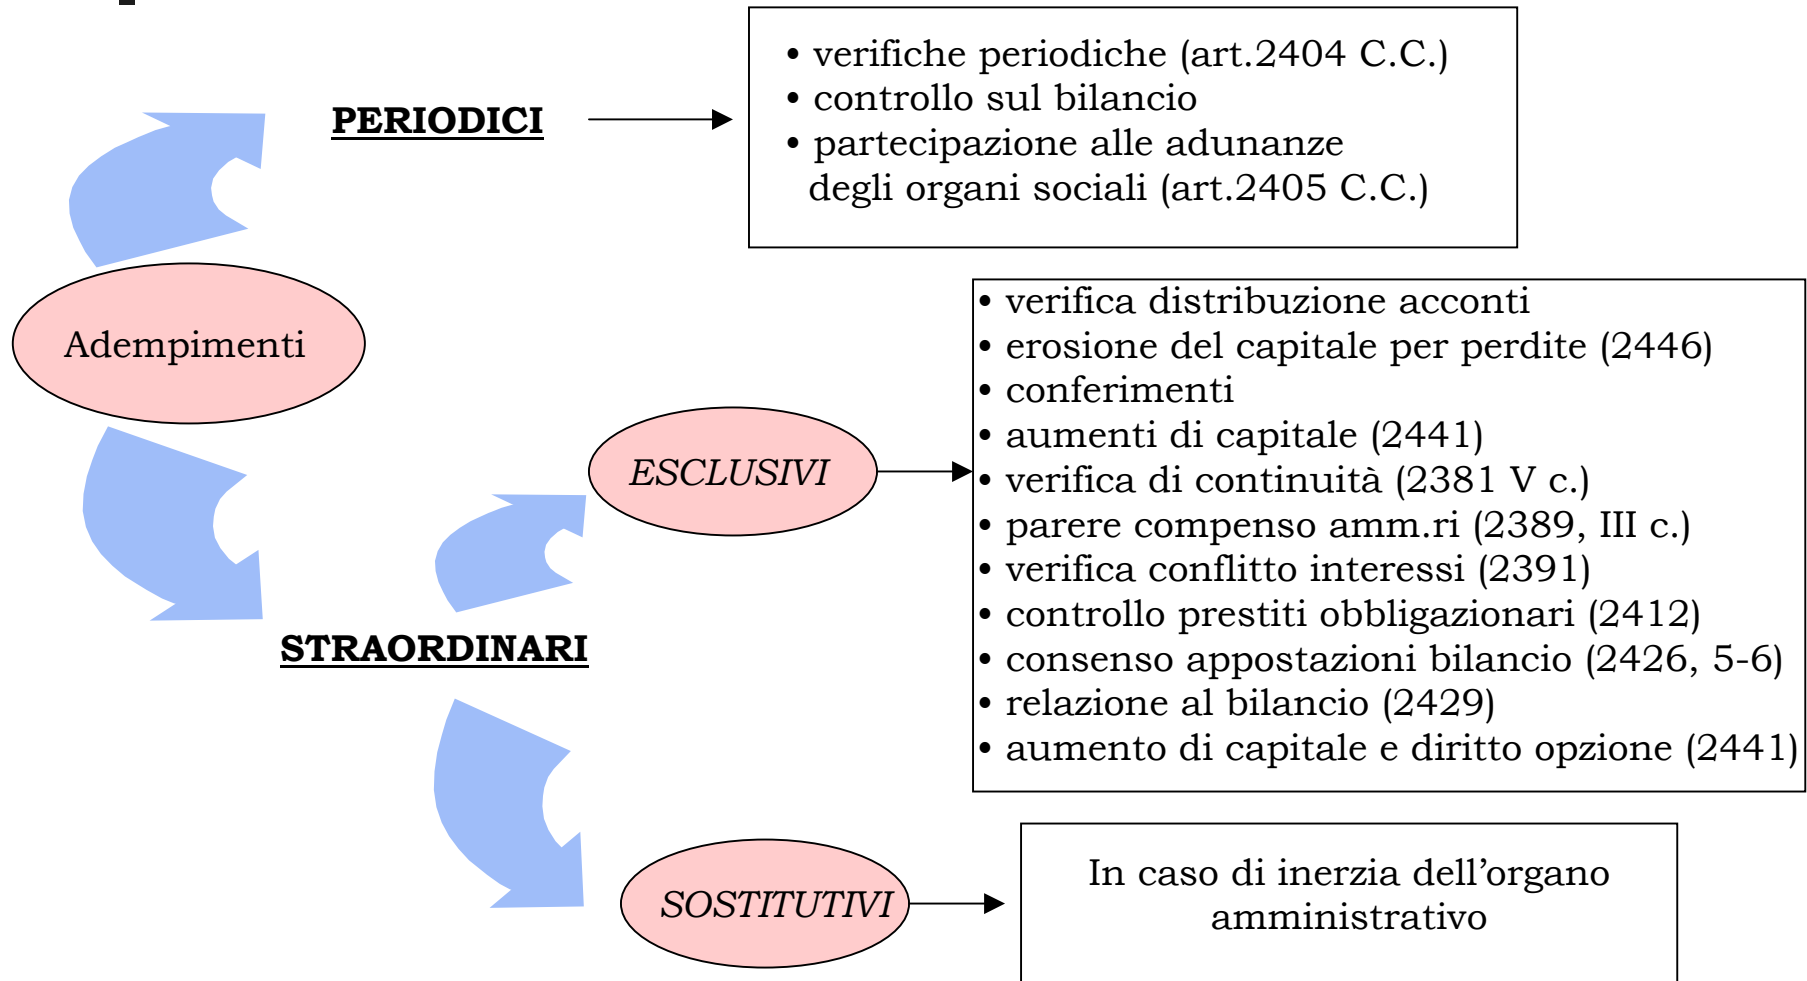 PERIODICI
• verifiche periodiche (art.2404 C.C.)
• controllo sul bilancio
• partecipazione alle adunanze
degli organi sociali (art.2405 C.C.)
Adempimenti
ESCLUSIVI
• verifica distribuzione acconti
• erosione del capitale per perdite (2446)
• conferimenti
• aumenti di capitale (2441)
• verifica di continuità (2381 V c.)
• parere compenso amm.ri (2389, III c.)
• verifica conflitto interessi (2391)
• controllo prestiti obbligazionari (2412)
• consenso appostazioni bilancio (2426, 5-6)
• relazione al bilancio (2429)
• aumento di capitale e diritto opzione (2441)
STRAORDINARI
SOSTITUTIVI
In caso di inerzia dell’organo
amministrativo